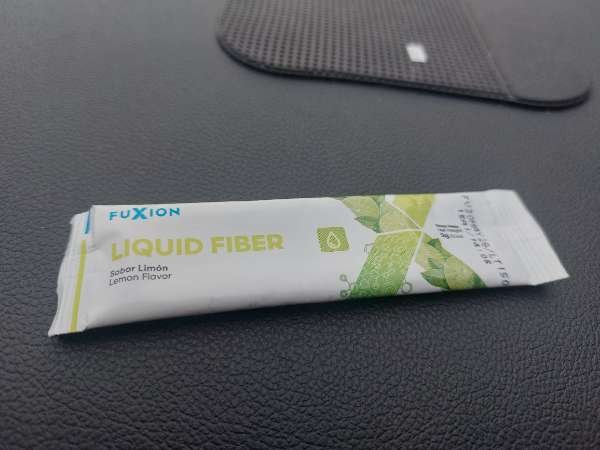 FUXION
LIQUID FIBER
Sabor Limón
Lemon Flavor